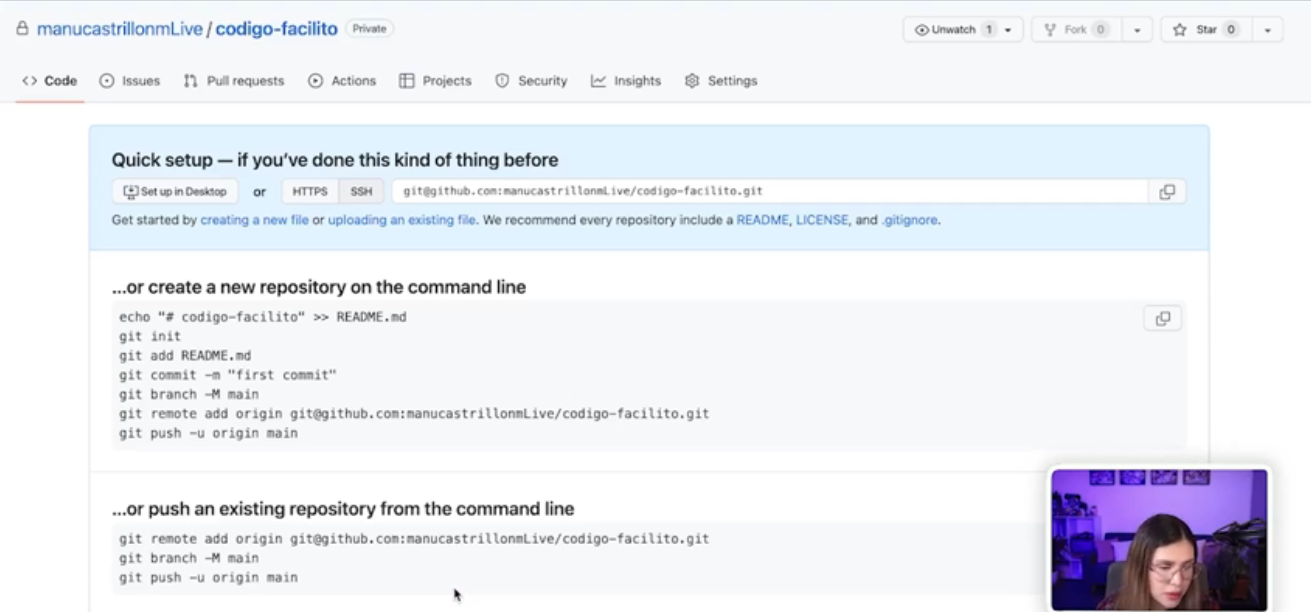 manucastrillonmLive / codigo-facilito Private Unwatch 1 Fork 0 Star 0
Code Issues Pull requests Actions Projects Security Insights Settings
Quick setup — if you've done this kind of thing before
Set up in Desktop or HTTPS SSH git@github.com:manucastrillonmLive/codigo-facilito.git
Get started by creating a new file or uploading an existing file. We recommend every repository include a README, LICENSE, and .gitignore.
...or create a new repository on the command line
echo "# codigo-facilito" >> README.md
git init
git add README.md
git commit -m "first commit"
git branch -M main
git remote add origin git@github.com:manucastrillonmLive/codigo-facilito.git
git push -u origin main
...or push an existing repository from the command line
git remote add origin git@github.com:manucastrillonmLive/codigo-facilito.git
git branch -M main
git push -u origin main